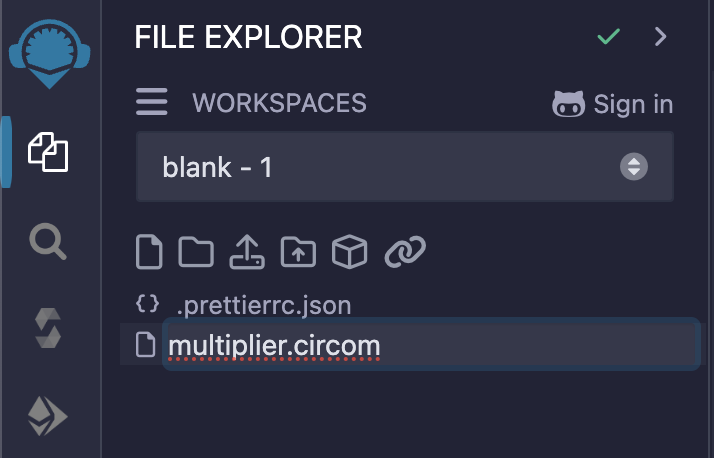 FILE EXPLORER
WORKSPACES
Sign in
blank - 1
.prettierrc.json
multiplier.circom